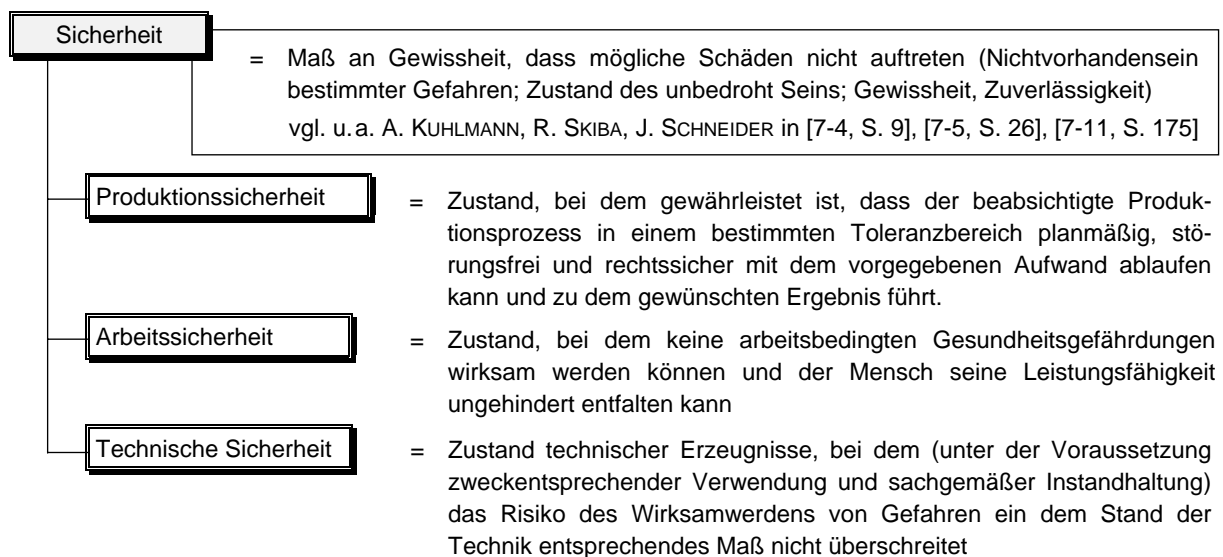 Sicherheit
= Maß an Gewissheit, dass mögliche Schäden nicht auftreten (Nichtvorhandensein
bestimmter Gefahren; Zustand des unbedroht Seins; Gewissheit, Zuverlässigkeit)
vgl. u.a. A. KUHLMANN, R. SKIBA, J. SCHNEIDER in [7-4, S. 9], [7-5, S. 26], [7-11, S. 175]
Produktionssicherheit = Zustand, bei dem gewährleistet ist, dass der beabsichtigte Produk-
tionsprozess in einem bestimmten Toleranzbereich planmäßig, stö-
rungsfrei und rechtssicher mit dem vorgegebenen Aufwand ablaufen
kann und zu dem gewünschten Ergebnis führt.
Arbeitssicherheit = Zustand, bei dem keine arbeitsbedingten Gesundheitsgefährdungen
wirksam werden können und der Mensch seine Leistungsfähigkeit
ungehindert entfalten kann
Technische Sicherheit = Zustand technischer Erzeugnisse, bei dem (unter der Voraussetzung
zweckentsprechender Verwendung und sachgemäßer Instandhaltung)
das Risiko des Wirksamwerdens von Gefahren ein dem Stand der
Technik entsprechendes Maß nicht überschreitet